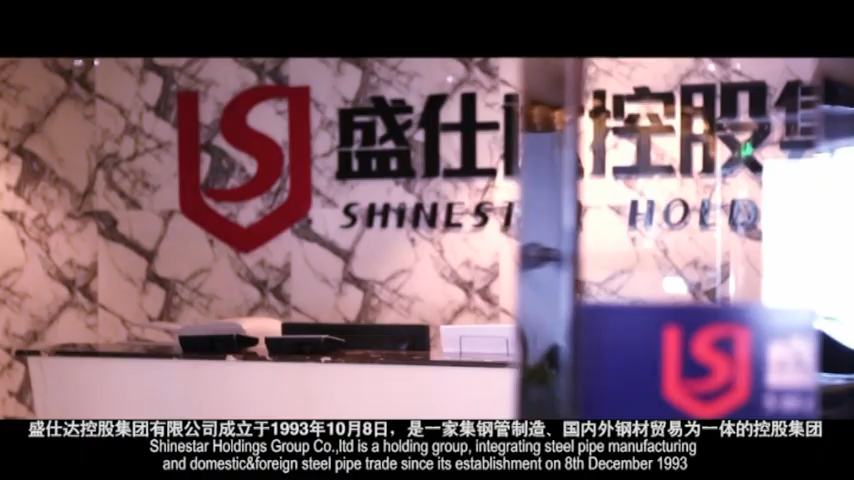 盛仕 控股集
SHINEST HOLD
盛仕达控股集团有限公司成立于1993年10月8日，是一家集钢管制造、国内外钢材贸易为一体的控股集团
Shinestar Holdings Group Co.,ltd is a holding group, integrating steel pipe manufacturing
and domestic&foreign steel pipe trade since its establishment on 8th December 1993